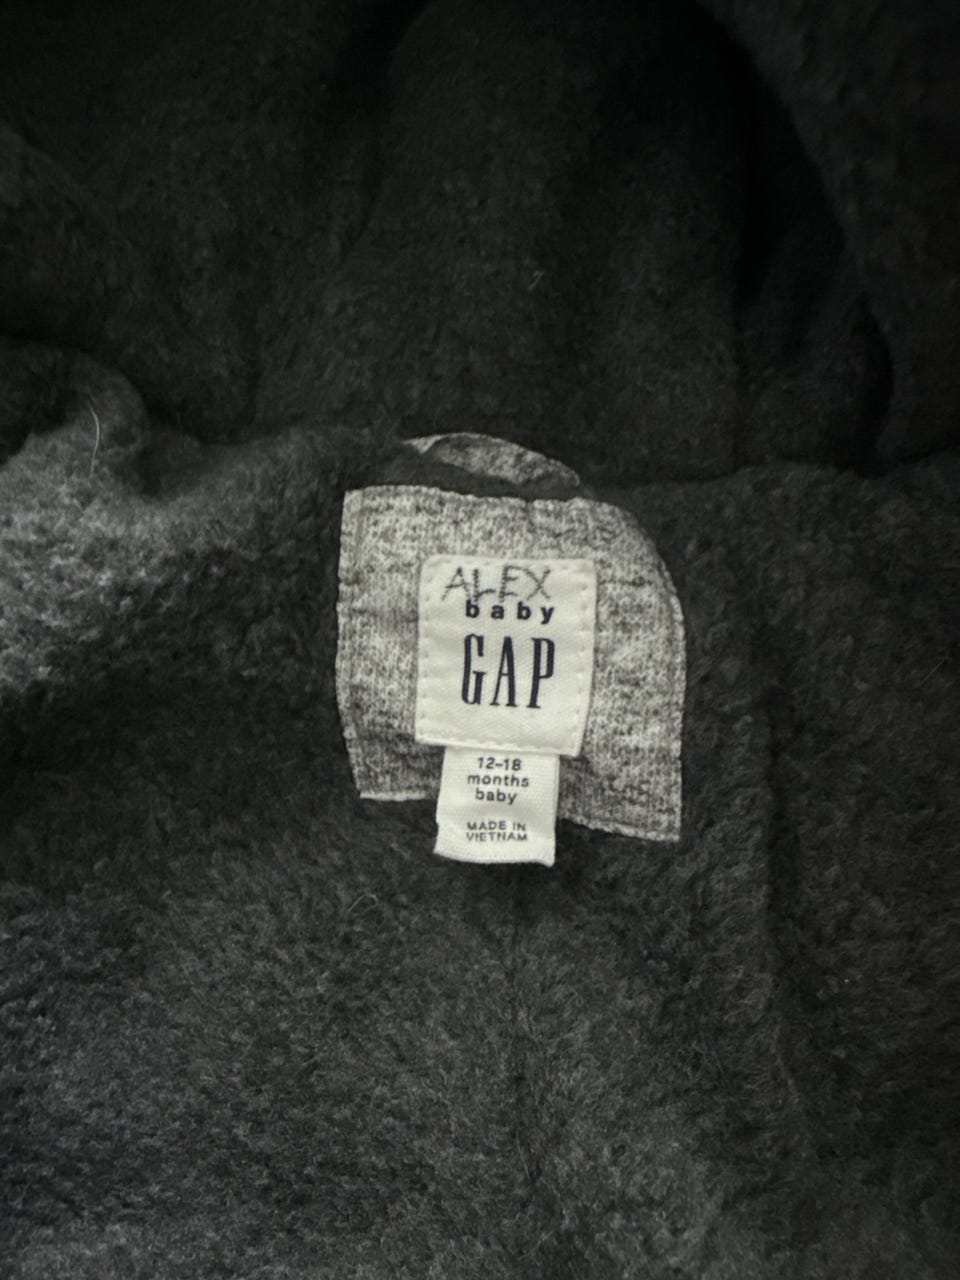 ALEX
baby
GAP
12–18
months
baby
MADE IN
VIETNAM